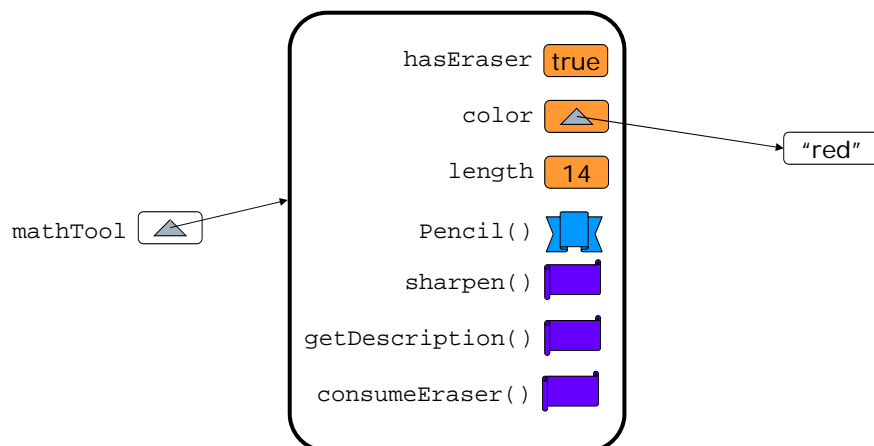 hasEraser true
color
“red”
length 14
mathTool
Pencil()
sharpen()
getDescription()
consumeEraser()